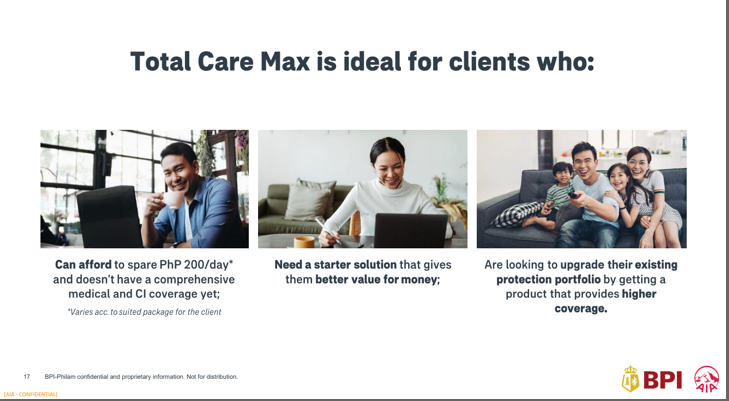 Total Care Max is ideal for clients who:
Can afford to spare PhP 200/day*
and doesn't have a comprehensive
medical and CI coverage yet;
*Varies acc. to suited package for the client
Need a starter solution that gives
them better value for money;
Are looking to upgrade their existing
protection portfolio by getting a
product that provides higher
coverage.
17
BPI-Philam confidential and proprietary information. Not for distribution.
[AIA - CONFIDENTIAL]
BPI
AIA